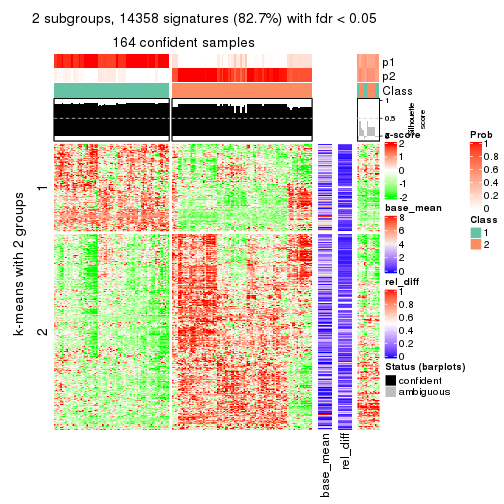 2 subgroups, 14358 signatures (82.7%) with fdr < 0.05
164 confident samples
p1
p2
Class
1
0.5
0
Silhouette
score
k-means with 2 groups
1
2
base_mean
rel_diff
z-score
2
1
0
-1
-2
base_mean
8
6
4
2
0
rel_diff
1
0.8
0.6
0.4
0.2
0
Status (barplots)
confident
ambiguous
Prob
1
0.8
0.6
0.4
0.2
0
Class
1
2